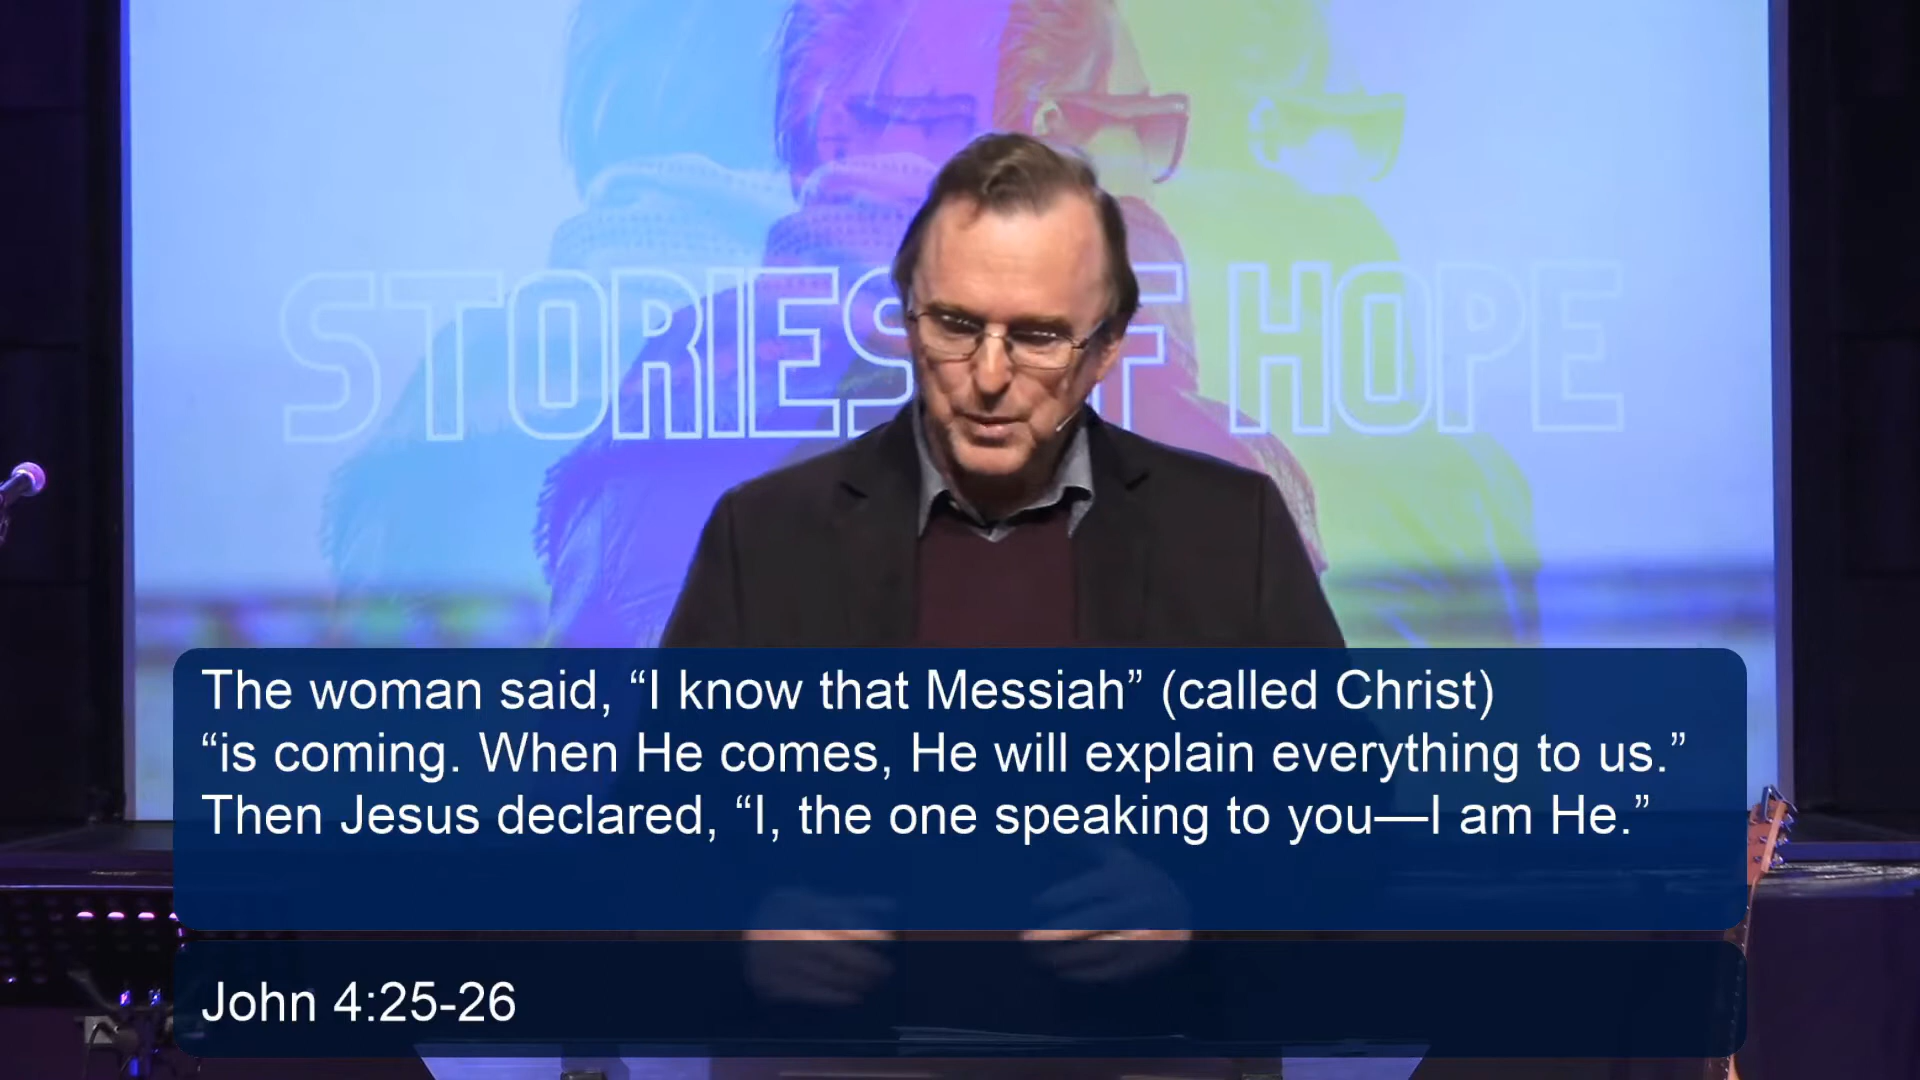 STORIES OF HOPE
The woman said, “I know that Messiah” (called Christ)
“is coming. When He comes, He will explain everything to us.”
Then Jesus declared, “I, the one speaking to you—I am He.”
John 4:25-26